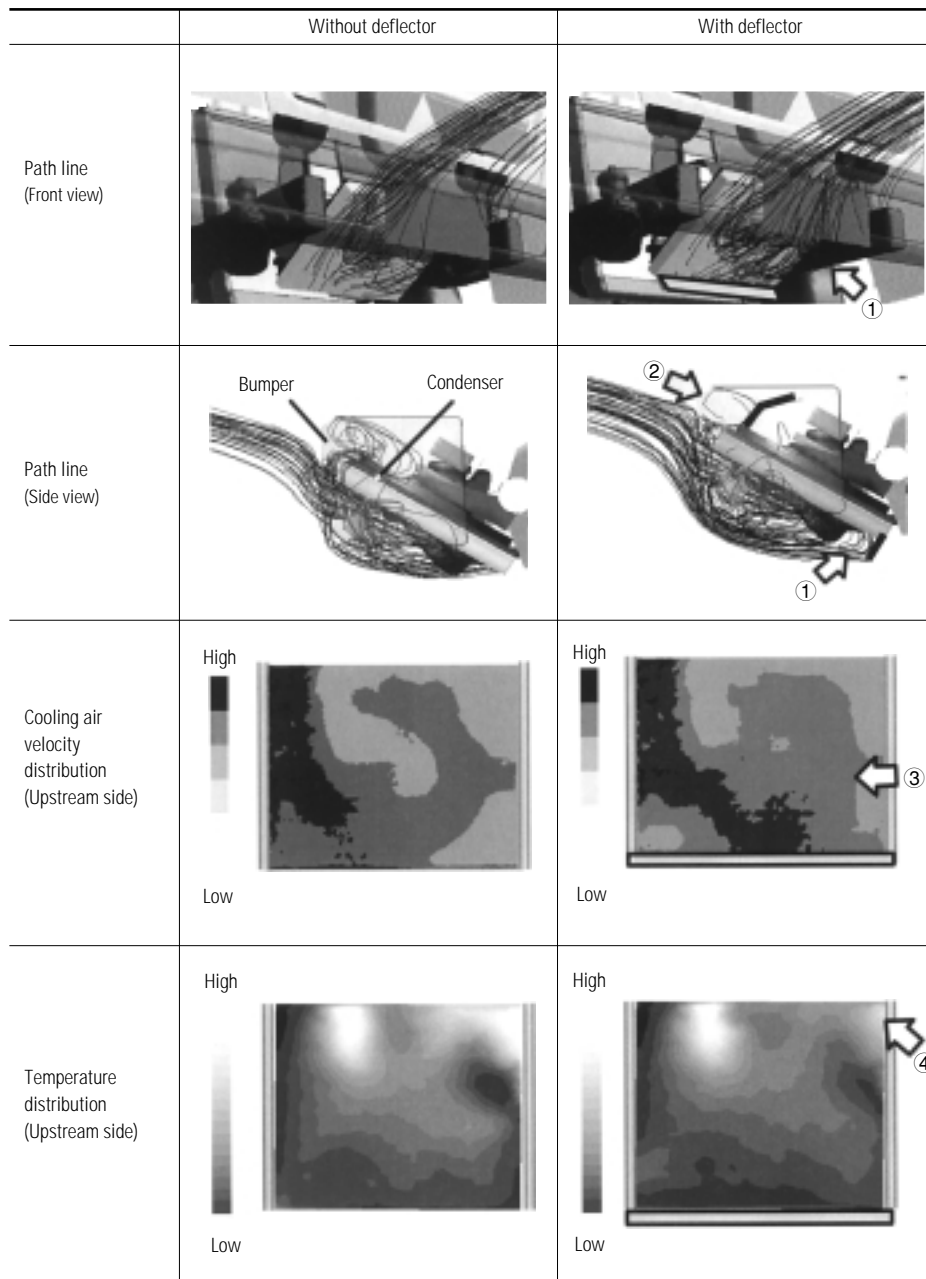 Without deflector
With deflector
Path line
(Front view)
①
Path line
(Side view)
Bumper
Condenser
②
①
Cooling air
velocity
distribution
(Upstream side)
High
Low
High
③
Low
Temperature
distribution
(Upstream side)
High
Low
High
④
Low